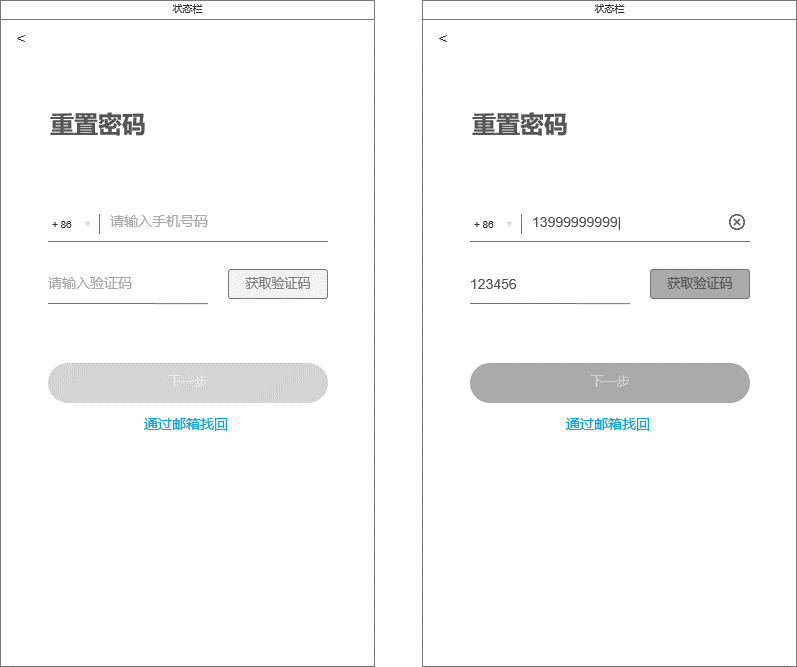 状态栏
<
重置密码
+ 86 ▼ 请输入手机号码
请输入验证码 获取验证码
下一步
通过邮箱找回
状态栏
<
重置密码
+ 86 ▼ 13999999999
123456 获取验证码
下一步
通过邮箱找回